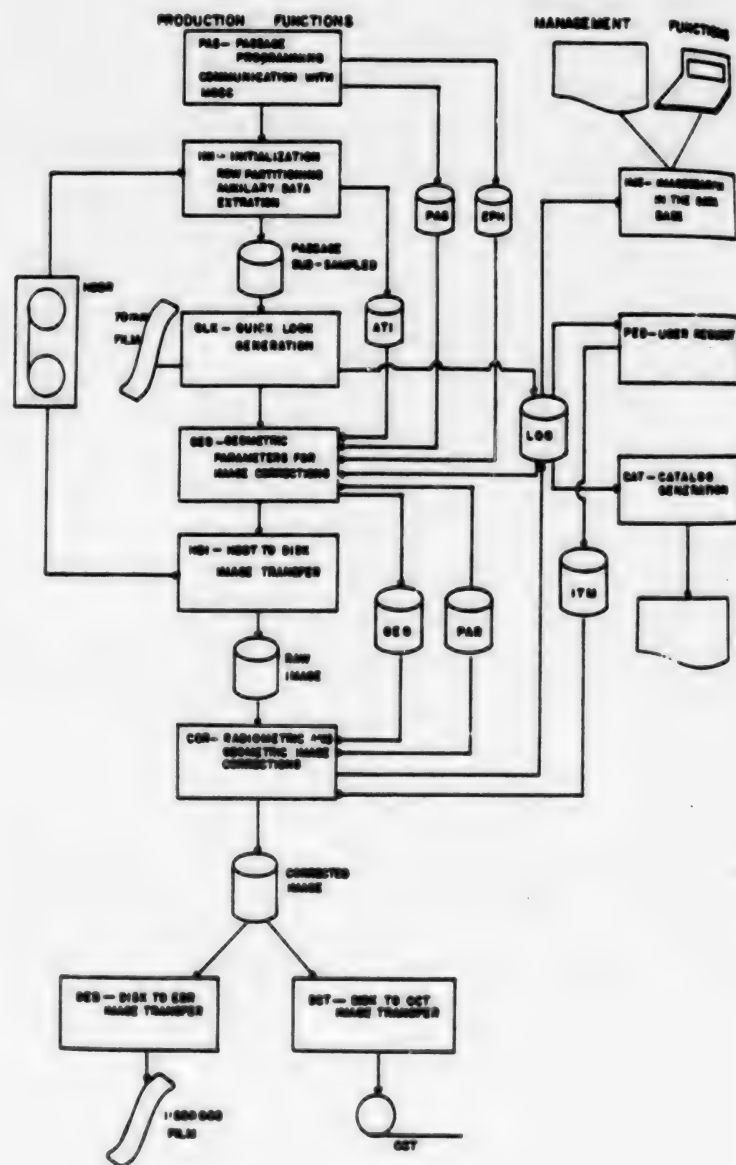 PRODUCTION FUNCTIONS
PAS — PASSAGE
PROGRAMMING
COMMUNICATION WITH
MANAGEMENT FUNCTIONS
INI — INITIALIZATION
ROW PARTITIONING
AUXILARY DATA
EXTRATION
PAS
EPH
IN THE DATA
BASE
PASSAGE
SUB-SAMPLED
HDDR
70 mm
FILM
QLK — QUICK LOOK
GENERATION
ATI
PED — USER REQUEST
LOG
GEO — GEOMETRIC
PARAMETERS FOR
IMAGE CORRECTIONS
CAT — CATALOG
GENERATION
HDI — HDDT TO DISK
IMAGE TRANSFER
ITM
GEO
PAR
RAW
IMAGE
COR — RADIOMETRIC AND
GEOMETRIC IMAGE
CORRECTIONS
CORRECTED
IMAGE
DISK TO EBR
IMAGE TRANSFER
DISK TO CCT
IMAGE TRANSFER
FILM
CCT